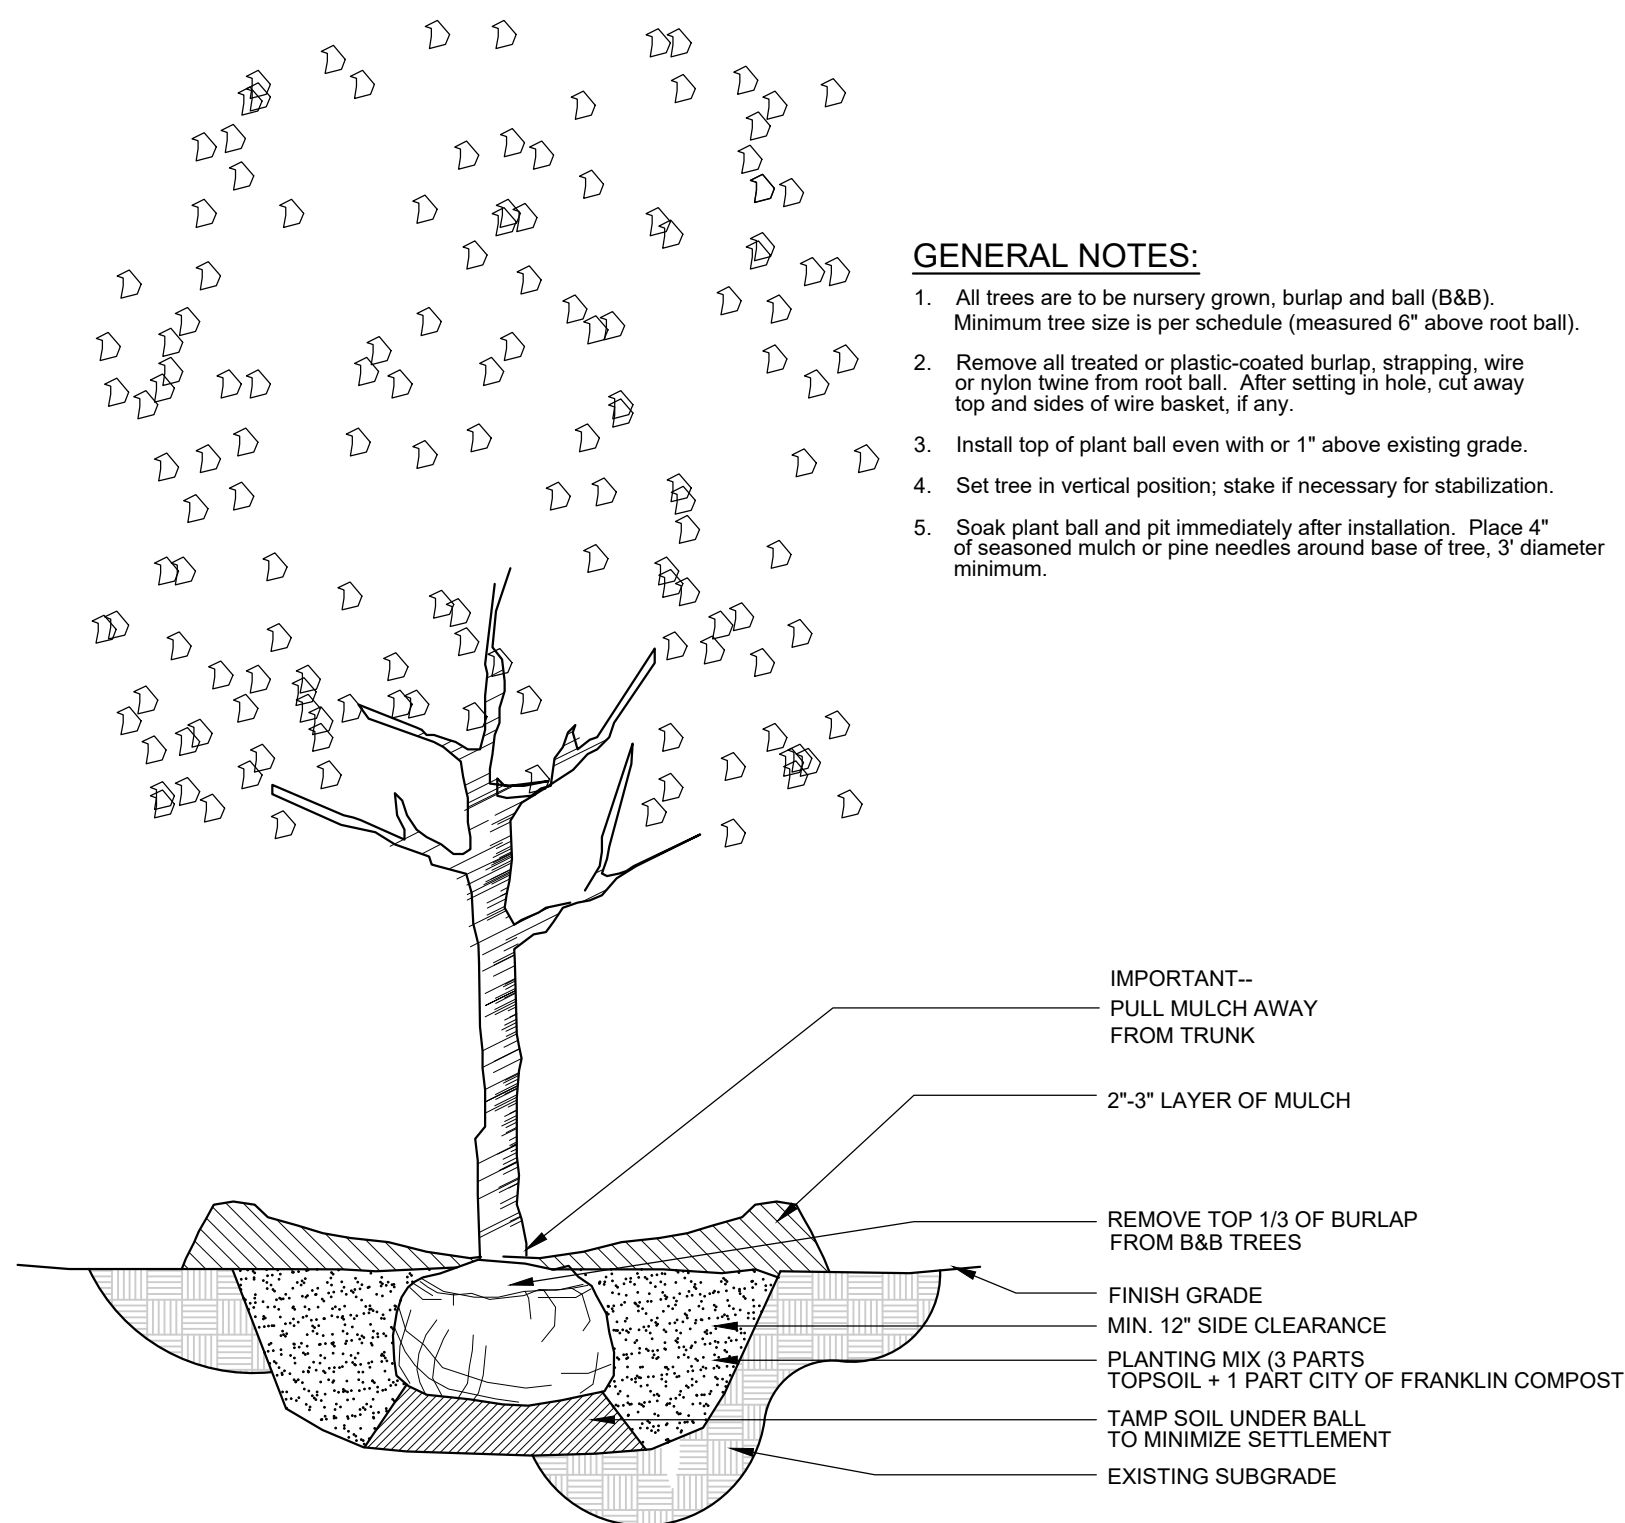 GENERAL NOTES:
1. All trees are to be nursery grown, burlap and ball (B&B).
Minimum tree size is per schedule (measured 6" above root ball).
2. Remove all treated or plastic-coated burlap, strapping, wire
or nylon twine from root ball. After setting in hole, cut away
top and sides of wire basket, if any.
3. Install top of plant ball even with or 1" above existing grade.
4. Set tree in vertical position; stake if necessary for stabilization.
5. Soak plant ball and pit immediately after installation. Place 4"
of seasoned mulch or pine needles around base of tree, 3' diameter
minimum.
IMPORTANT--
PULL MULCH AWAY
FROM TRUNK
2"-3" LAYER OF MULCH
REMOVE TOP 1/3 OF BURLAP
FROM B&B TREES
FINISH GRADE
MIN. 12" SIDE CLEARANCE
PLANTING MIX (3 PARTS
TOPSOIL + 1 PART CITY OF FRANKLIN COMPOST
TAMP SOIL UNDER BALL
TO MINIMIZE SETTLEMENT
EXISTING SUBGRADE